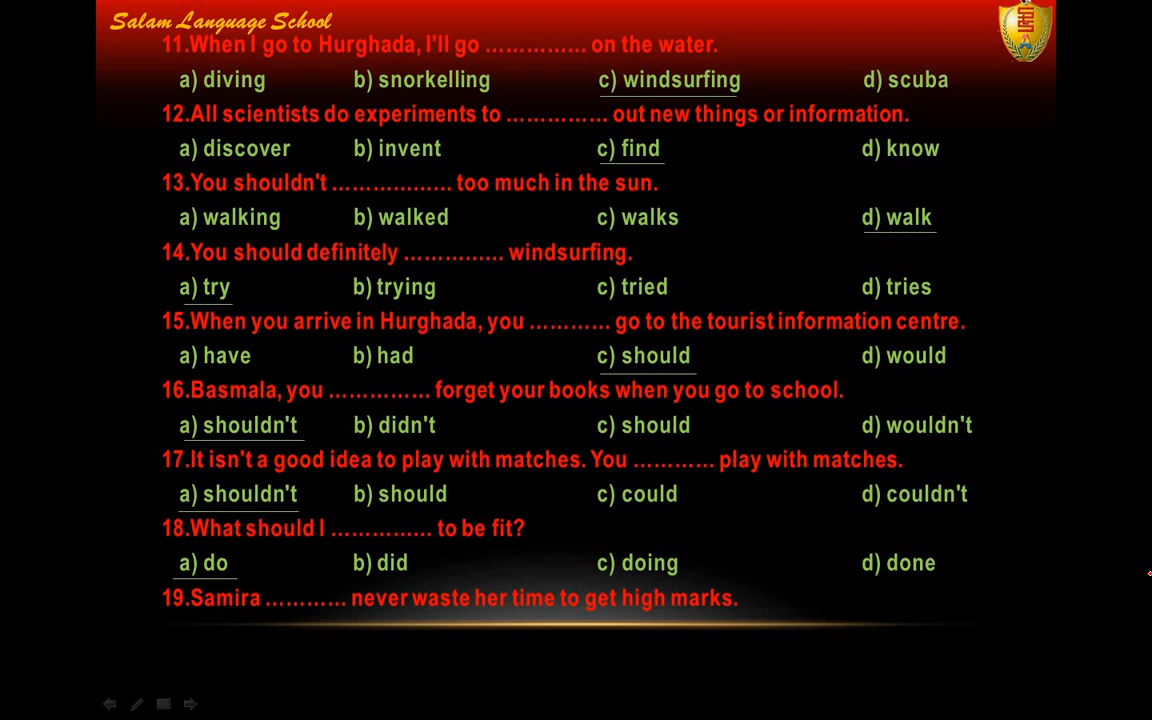 Salam Language School
11.When I go to Hurghada, I'll go …………… on the water.
a) diving b) snorkelling c) windsurfing d) scuba
12.All scientists do experiments to …………… out new things or information.
a) discover b) invent c) find d) know
13.You shouldn't ……………… too much in the sun.
a) walking b) walked c) walks d) walk
14.You should definitely …………… windsurfing.
a) try b) trying c) tried d) tries
15.When you arrive in Hurghada, you ………… go to the tourist information centre.
a) have b) had c) should d) would
16.Basmala, you …………… forget your books when you go to school.
a) shouldn't b) didn't c) should d) wouldn't
17.It isn't a good idea to play with matches. You ………… play with matches.
a) shouldn't b) should c) could d) couldn't
18.What should I …………… to be fit?
a) do b) did c) doing d) done
19.Samira ………… never waste her time to get high marks.